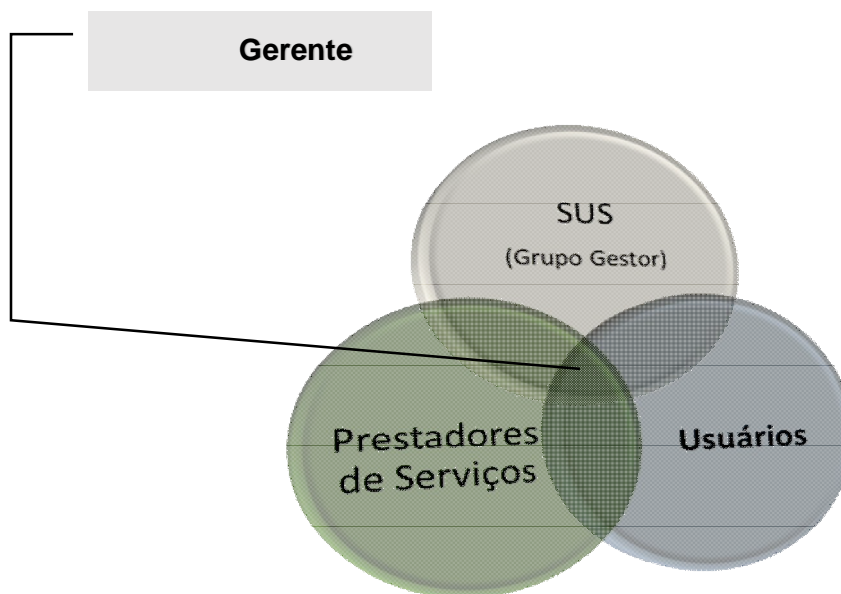 Gerente
SUS
(Grupo Gestor)
Prestadores
de Serviços
Usuários